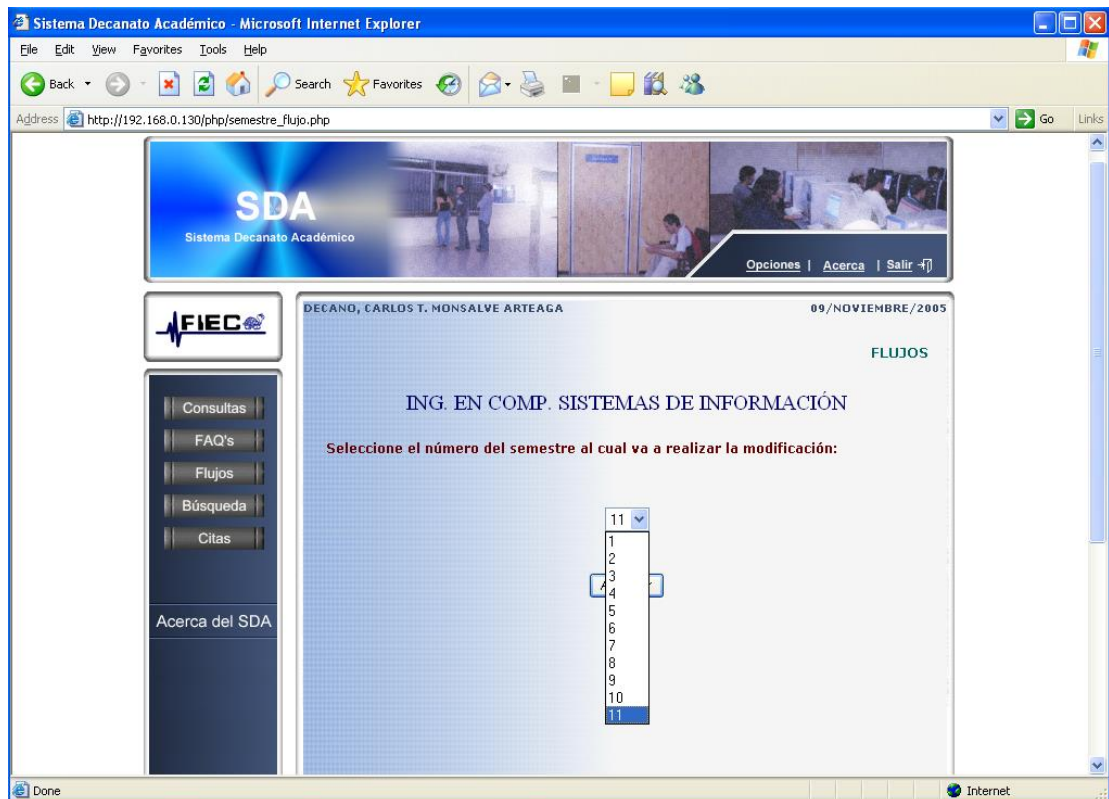 Sistema Decanato Académico - Microsoft Internet Explorer
File Edit View Favorites Tools Help
Back Search Favorites
Address http://192.168.0.130/php/semestre_flujo.php Go Links
SDA
Sistema Decanato Académico
Opciones | Acerca | Salir
FIEC
DECANO, CARLOS T. MONSALVE ARTEAGA 09/NOVIEMBRE/2005
FLUJOS
ING. EN COMP. SISTEMAS DE INFORMACIÓN
Seleccione el número del semestre al cual va a realizar la modificación:
Consultas
FAQ's
Flujos
Búsqueda
Citas
Acerca del SDA
11
1
2
3
4
5
6
7
8
9
10
11
Done Internet